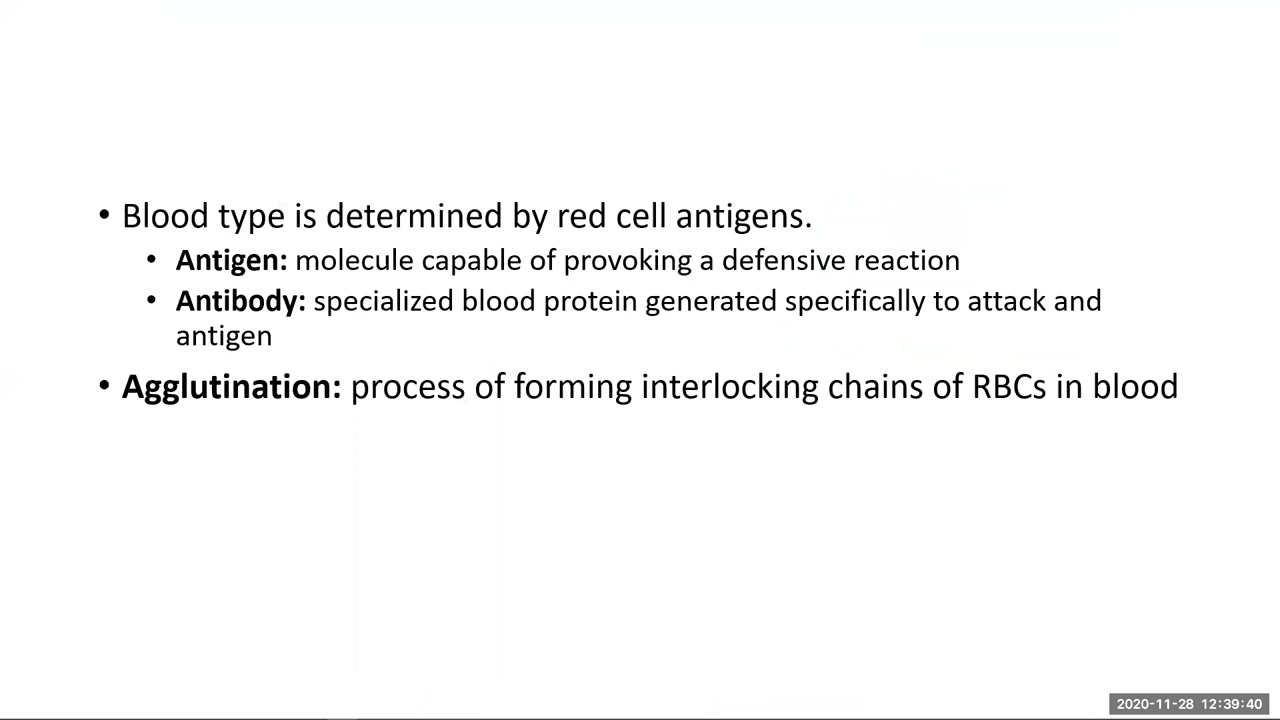 • Blood type is determined by red cell antigens.
• Antigen: molecule capable of provoking a defensive reaction
• Antibody: specialized blood protein generated specifically to attack and
antigen
• Agglutination: process of forming interlocking chains of RBCs in blood
2020-11-28 12:39:40